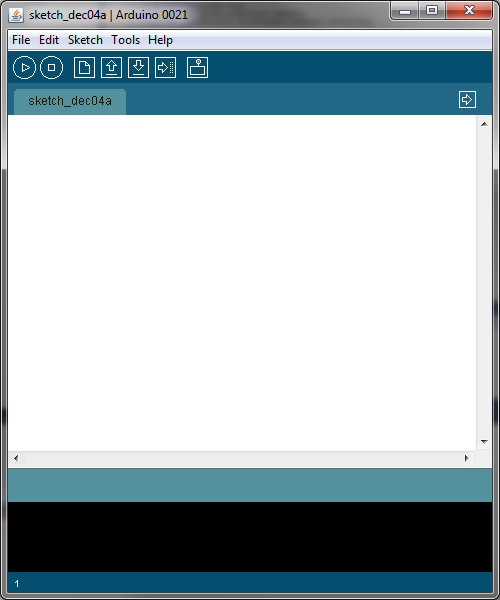 sketch_dec04a | Arduino 0021
File Edit Sketch Tools Help
sketch_dec04a
1